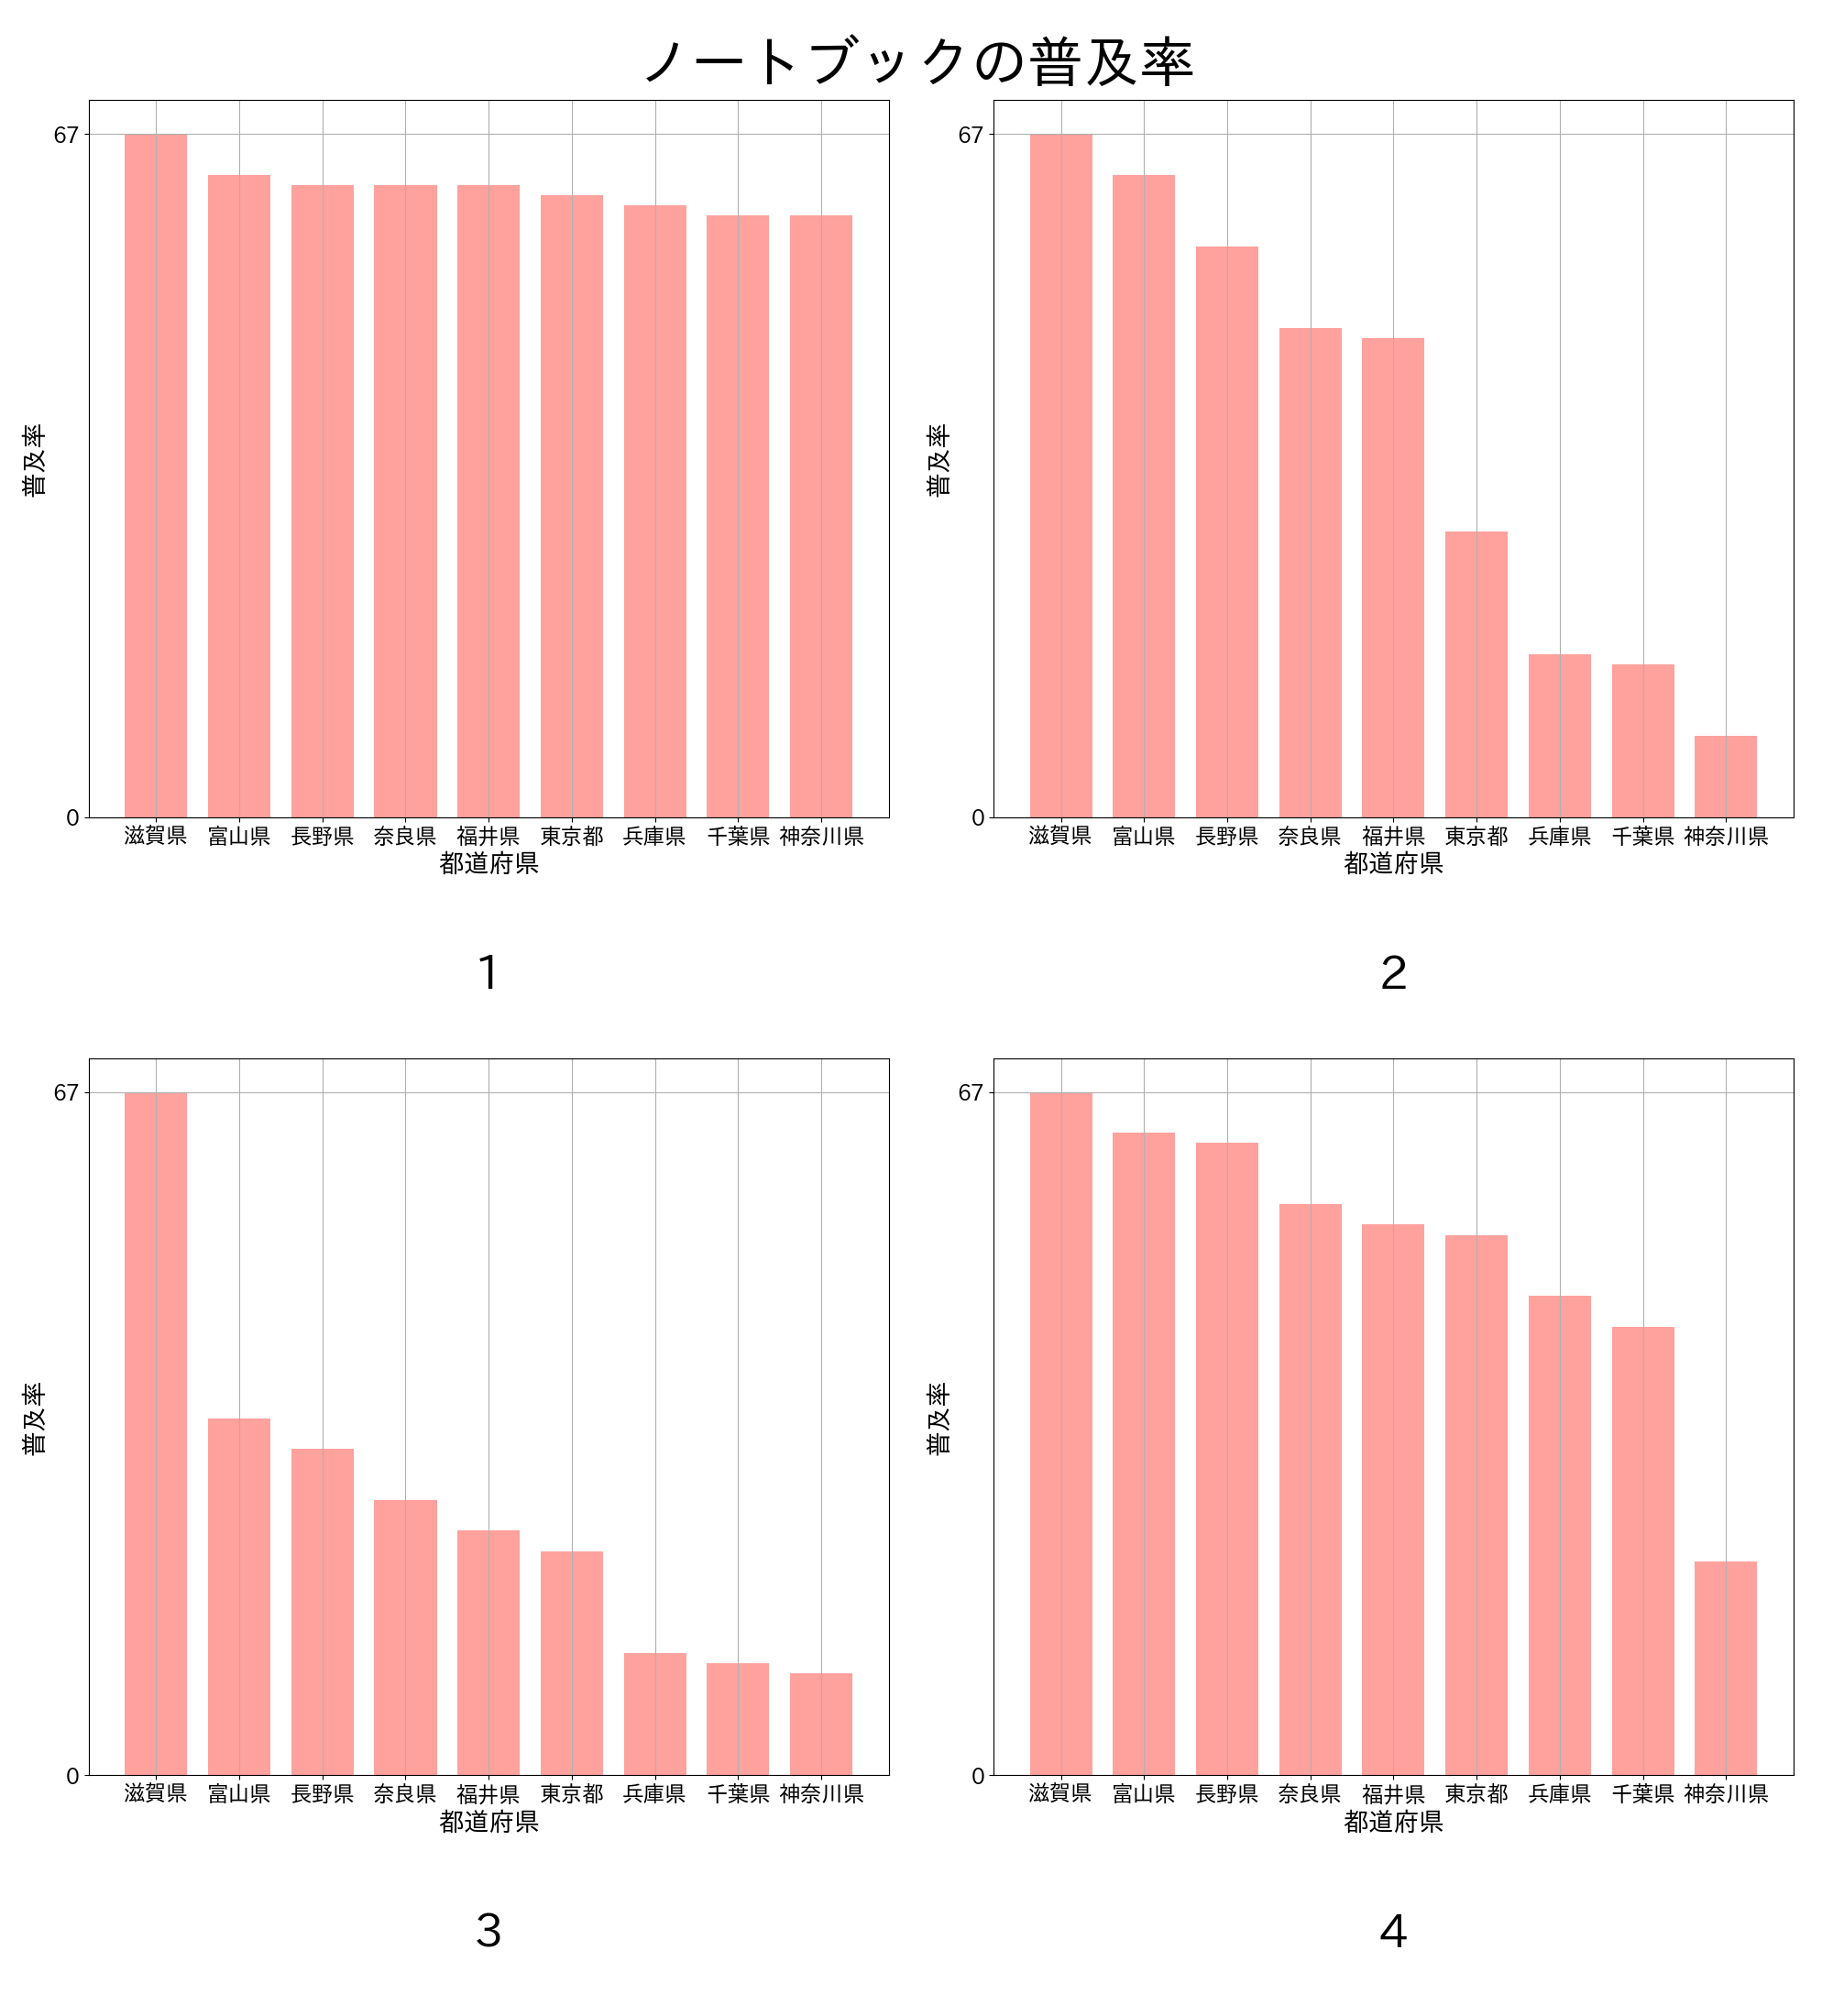 ノートブックの普及率
67
0
普及率
滋賀県 富山県 長野県 奈良県 福井県 東京都 兵庫県 千葉県 神奈川県
都道府県
1
67
0
普及率
滋賀県 富山県 長野県 奈良県 福井県 東京都 兵庫県 千葉県 神奈川県
都道府県
2
67
0
普及率
滋賀県 富山県 長野県 奈良県 福井県 東京都 兵庫県 千葉県 神奈川県
都道府県
3
67
0
普及率
滋賀県 富山県 長野県 奈良県 福井県 東京都 兵庫県 千葉県 神奈川県
都道府県
4